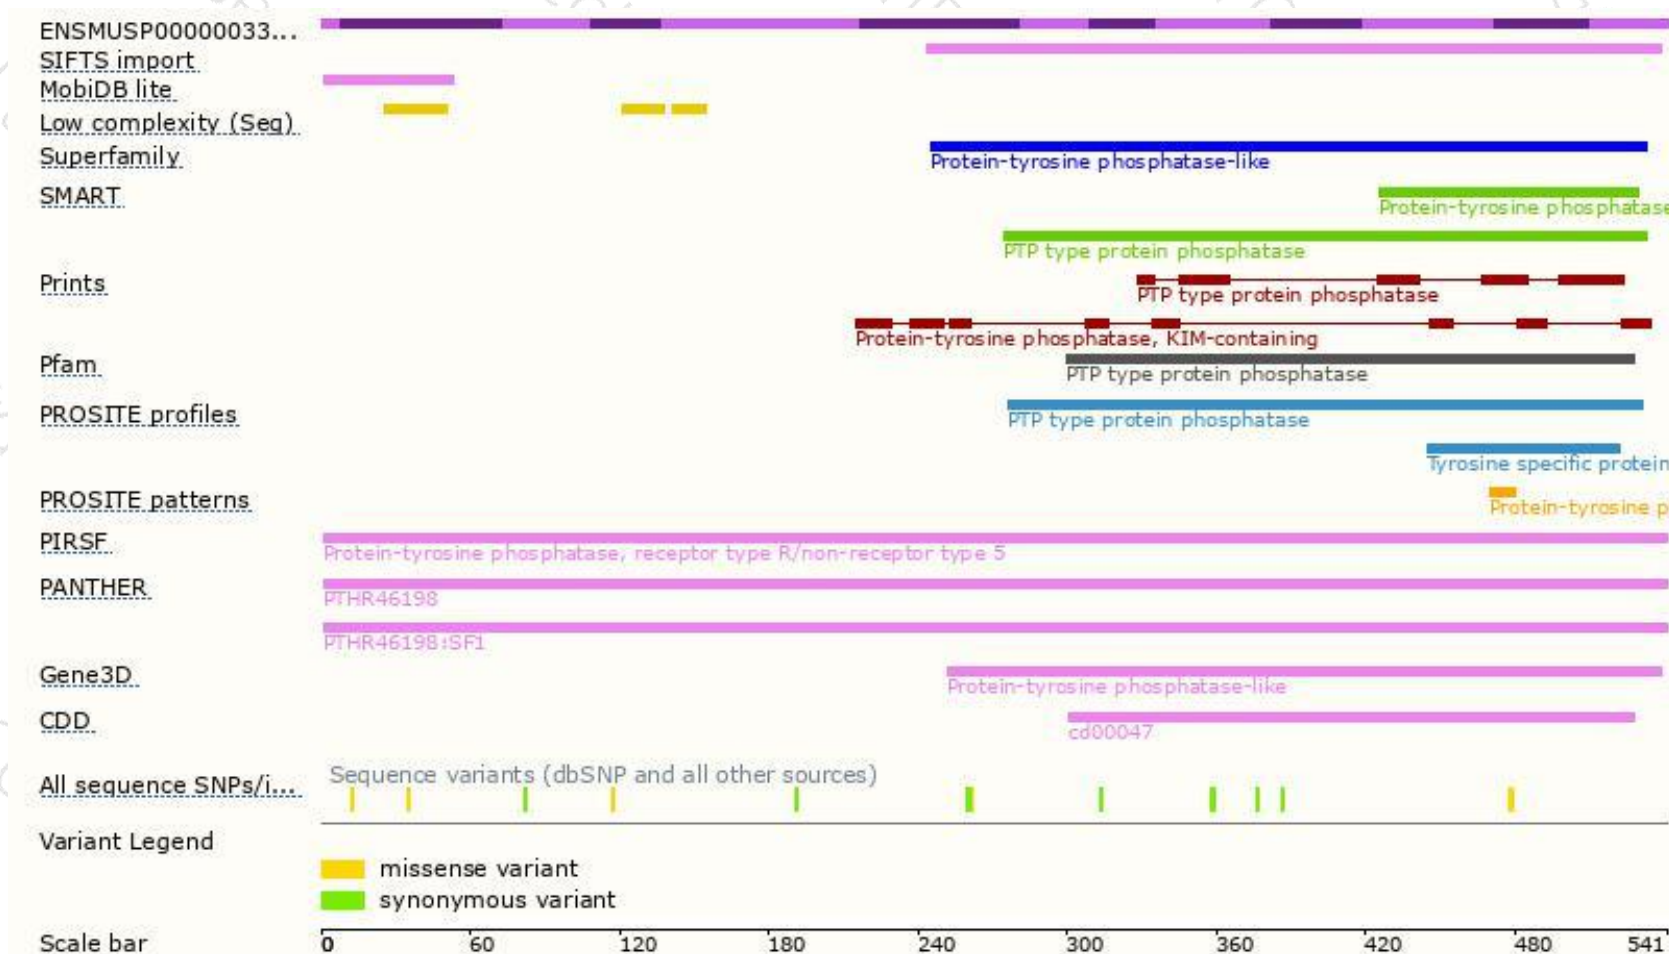 ENSMUSP00000033...
SIFTS import
MobiDB lite
Low complexity (Seg)
Superfamily
Protein-tyrosine phosphatase-like
SMART
Protein-tyrosine phosphatase
PTP type protein phosphatase
Prints
PTP type protein phosphatase
Protein-tyrosine phosphatase, KIM-containing
Pfam
PTP type protein phosphatase
PROSITE profiles
PTP type protein phosphatase
Tyrosine specific protein
PROSITE patterns
Protein-tyrosine p
PIRSF
Protein-tyrosine phosphatase, receptor type R/non-receptor type 5
PANTHER
PTHR46198
PTHR46198:SF1
Gene3D
Protein-tyrosine phosphatase-like
CDD
cd00047
Sequence variants (dbSNP and all other sources)
All sequence SNPs/i...
Variant Legend
missense variant
synonymous variant
Scale bar 0 60 120 180 240 300 360 420 480 541